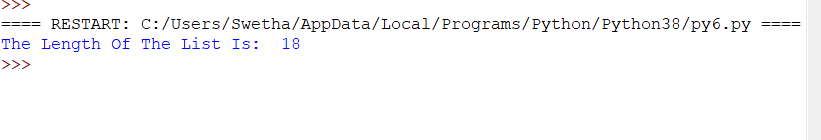 >>>
==== RESTART: C:/Users/Swetha/AppData/Local/Programs/Python/Python38/py6.py ====
The Length Of The List Is:  18
>>>